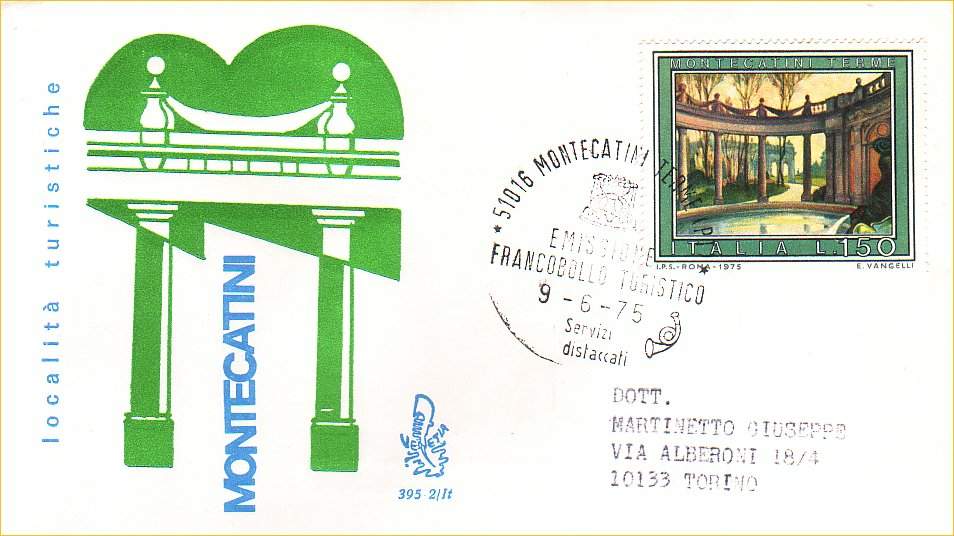 località turistiche
MONTECATINI
395-2/It
MONTECATINI TERME
ITALIA L.150
I.P.S.-ROMA-1975
E. VANGELLI
* 51016 MONTECATINI TERME (PT) *
EMISSIONE
FRANCOBOLLO TURISTICO
9-6-75
Servizi
distaccati
DOTT.
MARTINETTO GIUSEPPE
VIA ALBERONI 18/4
10133 TORINO